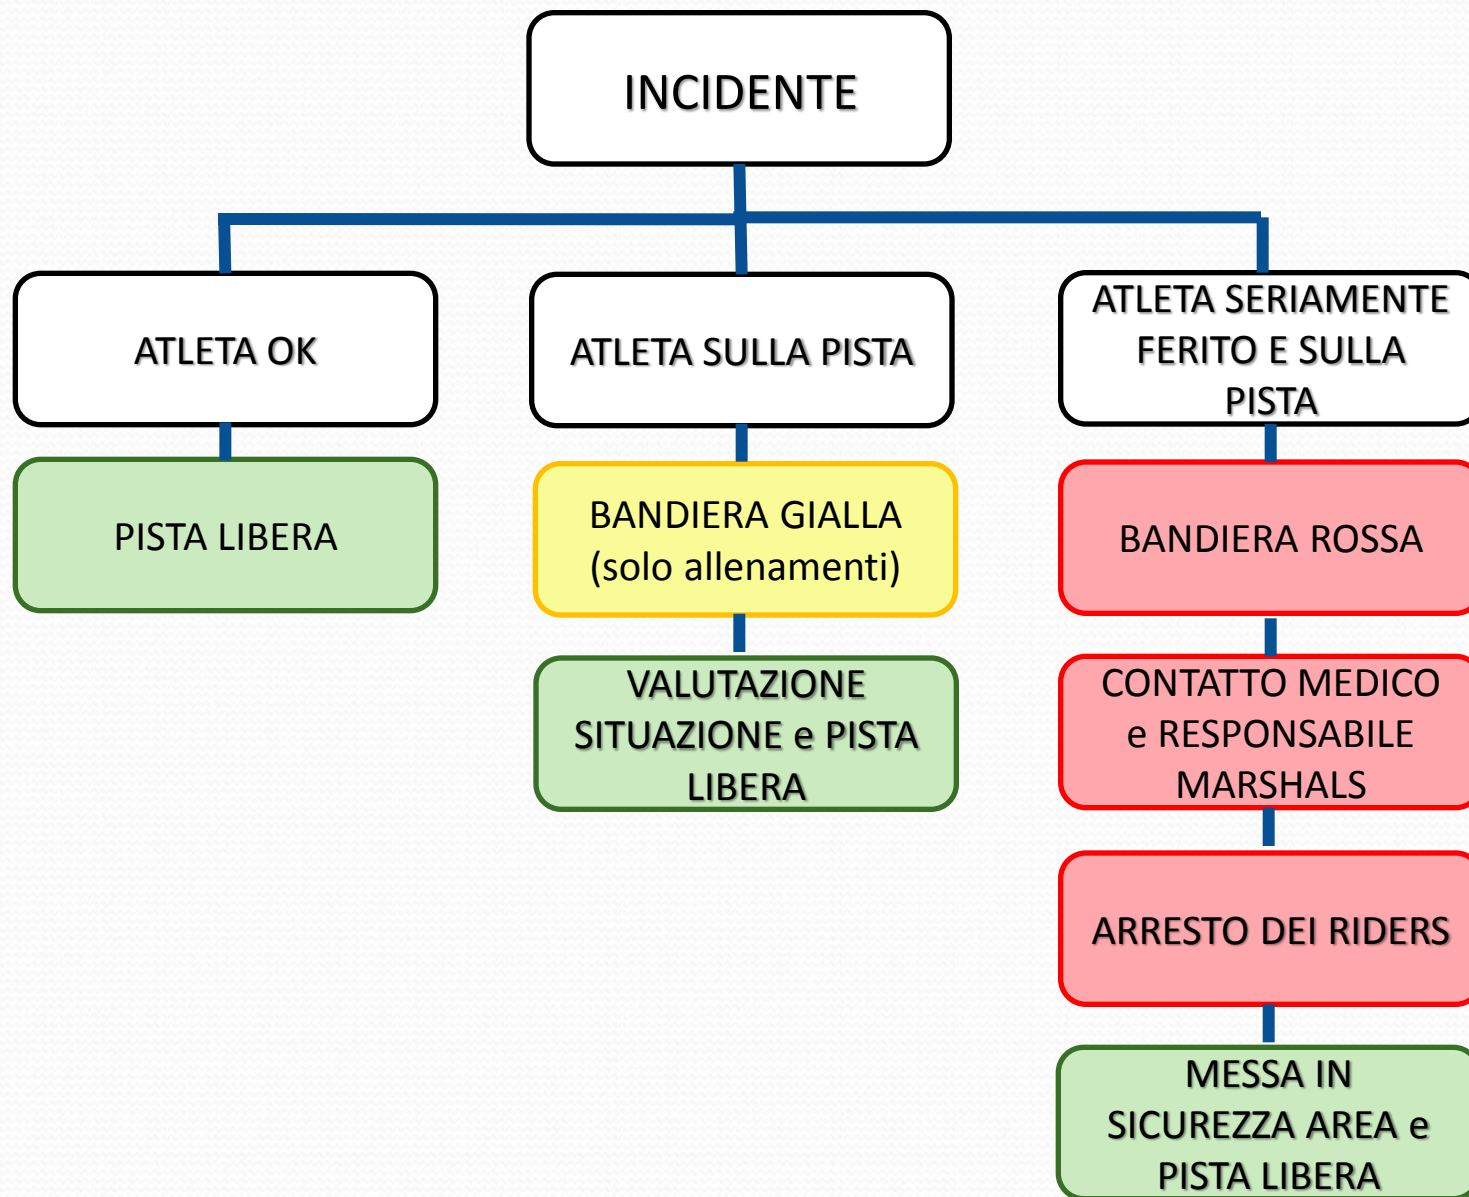 INCIDENTE
ATLETA OK
PISTA LIBERA
ATLETA SULLA PISTA
BANDIERA GIALLA
(solo allenamenti)
VALUTAZIONE
SITUAZIONE e PISTA
LIBERA
ATLETA SERIAMENTE
FERITO E SULLA
PISTA
BANDIERA ROSSA
CONTATTO MEDICO
e RESPONSABILE
MARSHALS
ARRESTO DEI RIDERS
MESSA IN
SICUREZZA AREA e
PISTA LIBERA